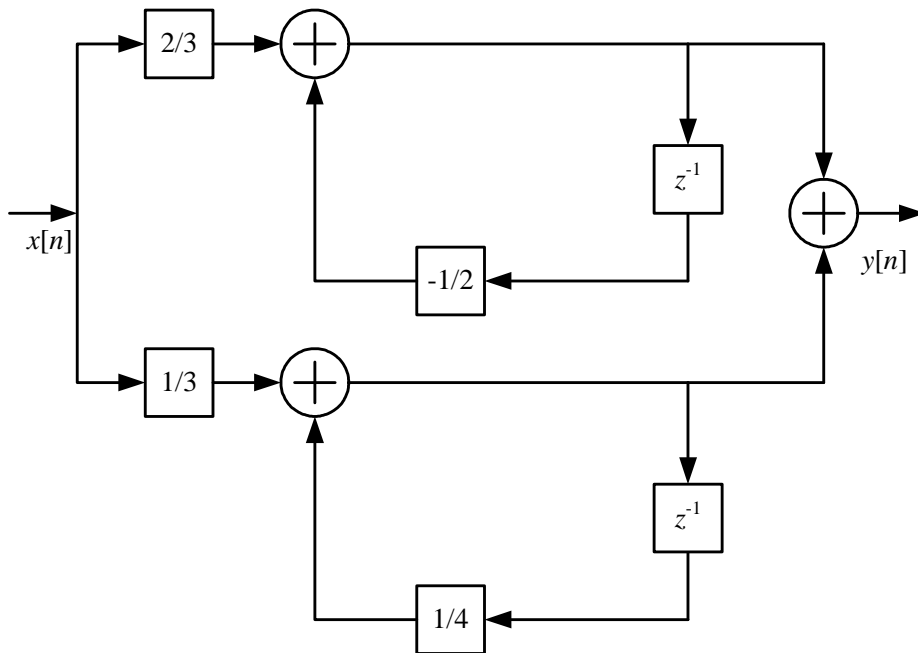 2/3
z⁻¹
x[n]
-1/2
y[n]
1/3
z⁻¹
1/4